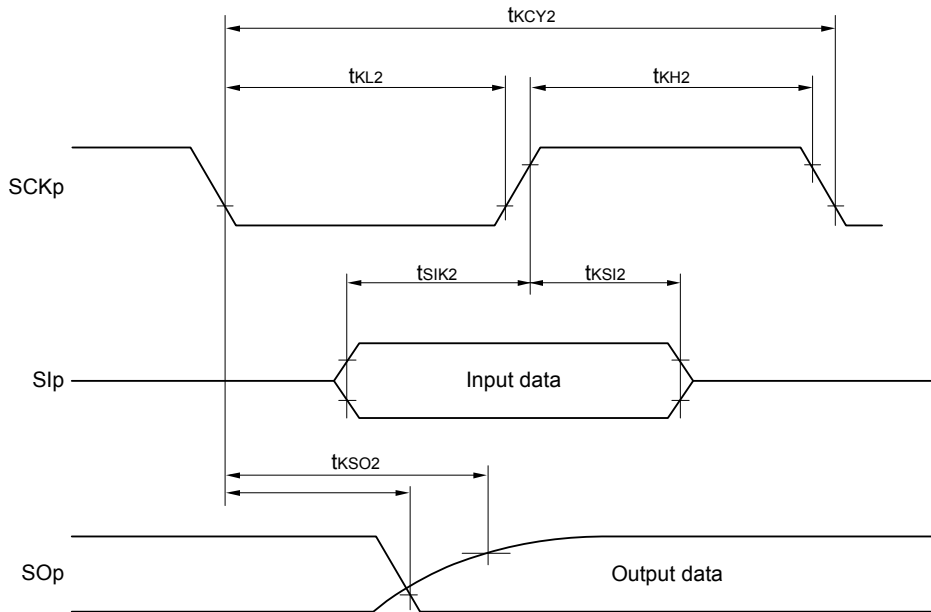 tKCY2
tKL2
tKH2
SCKp
tSIK2
tKSI2
SIp
Input data
tKSO2
SOp
Output data